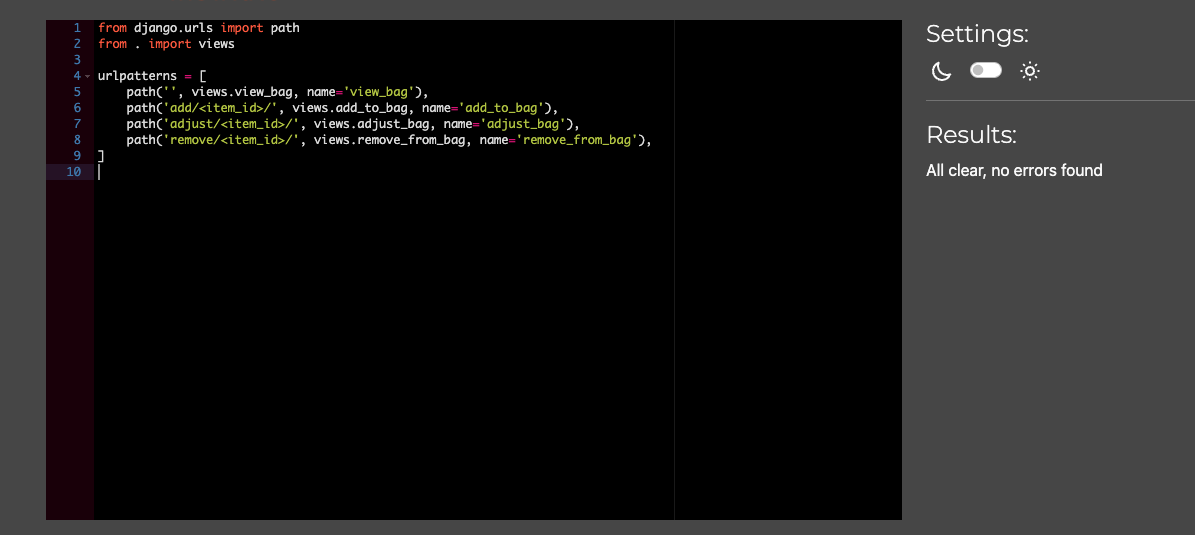 1 from django.urls import path
2 from . import views
3
4 urlpatterns = [
5     path('', views.view_bag, name='view_bag'),
6     path('add/<item_id>/', views.add_to_bag, name='add_to_bag'),
7     path('adjust/<item_id>/', views.adjust_bag, name='adjust_bag'),
8     path('remove/<item_id>/', views.remove_from_bag, name='remove_from_bag'),
9 ]
10
Settings:
Results:
All clear, no errors found